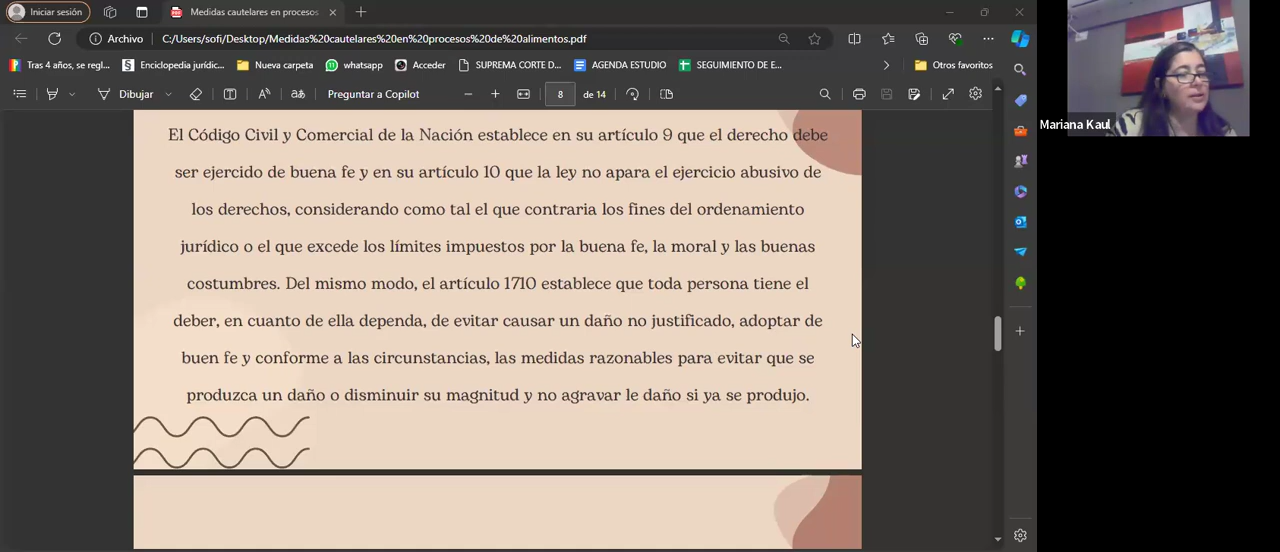 Iniciar sesión
Medidas cautelares en procesos
Archivo
C:/Users/sofi/Desktop/Medidas%20cautelares%20en%20procesos%20de%20alimentos.pdf
Tras 4 años, se regl...
Enciclopedia jurídic...
Nueva carpeta
whatsapp
Acceder
SUPREMA CORTE D...
AGENDA ESTUDIO
SEGUIMIENTO DE E...
Otros favoritos
Dibujar
Preguntar a Copilot
8
de 14
El Código Civil y Comercial de la Nación establece en su artículo 9 que el derecho debe
ser ejercido de buena fe y en su artículo 10 que la ley no apara el ejercicio abusivo de
los derechos, considerando como tal el que contraria los fines del ordenamiento
jurídico o el que excede los límites impuestos por la buena fe, la moral y las buenas
costumbres. Del mismo modo, el artículo 1710 establece que toda persona tiene el
deber, en cuanto de ella dependa, de evitar causar un daño no justificado, adoptar de
buen fe y conforme a las circunstancias, las medidas razonables para evitar que se
produzca un daño o disminuir su magnitud y no agravar le daño si ya se produjo.
Mariana Kaul